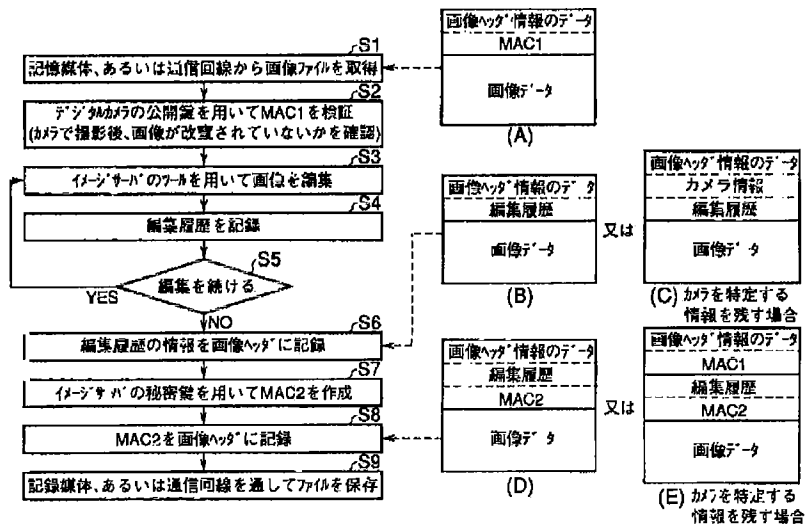 S1
記憶媒体、あるいは通信回線から画像ファイルを取得
S2
デジタルカメラの公開鍵を用いてMAC1を検証
(カメラで撮影後、画像が改竄されていないかを確認)
S3
イメージサーバのツールを用いて画像を編集
S4
編集履歴を記録
S5
編集を続ける
YES
NO
S6
編集履歴の情報を画像ヘッダに記録
S7
イメージサーバの秘密鍵を用いてMAC2を作成
S8
MAC2を画像ヘッダに記録
S9
記録媒体、あるいは通信回線を通してファイルを保存
画像ヘッダ情報のデータ
MAC1
画像データ
(A)
画像ヘッダ情報のデータ
編集履歴
画像データ
(B)
又は
画像ヘッダ情報のデータ
カメラ情報
編集履歴
画像データ
(C) カメラを特定する
情報を残す場合
画像ヘッダ情報のデータ
編集履歴
MAC2
画像データ
(D)
又は
画像ヘッダ情報のデータ
MAC1
編集履歴
MAC2
画像データ
(E) カメラを特定する
情報を残す場合